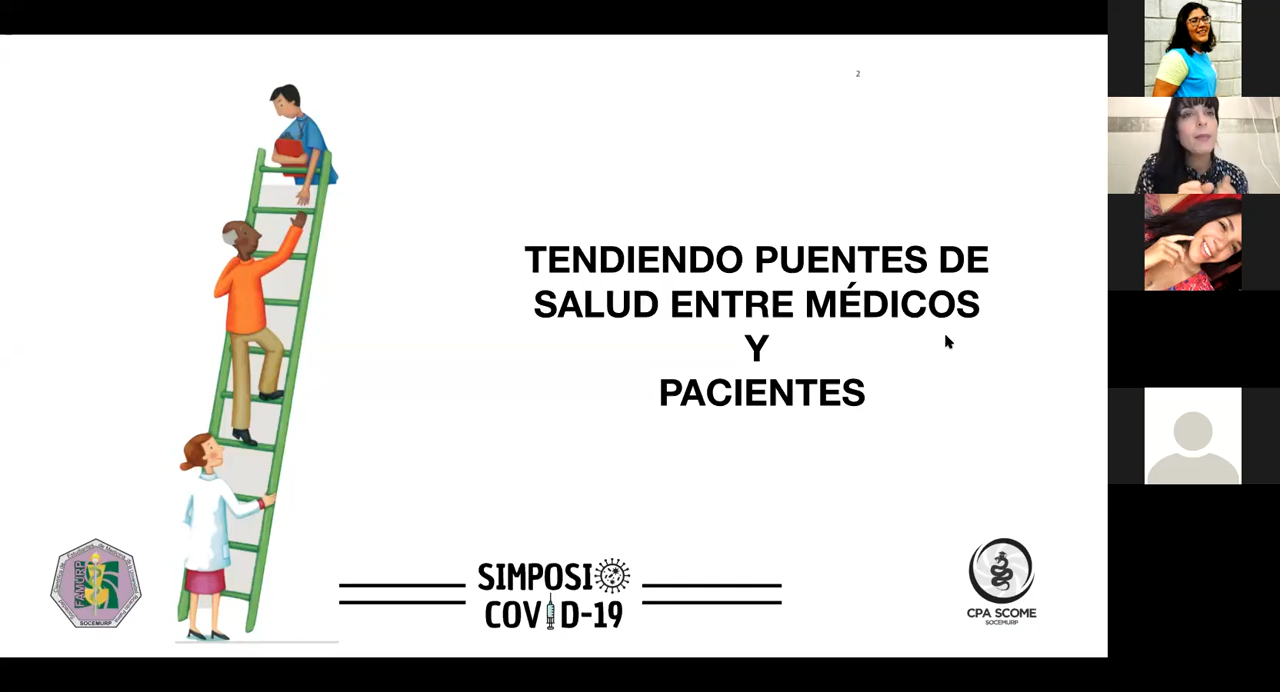 2
TENDIENDO PUENTES DE
SALUD ENTRE MÉDICOS
Y
PACIENTES
FAMURP
SOCEMURP
SIMPOSIO
COVID-19
CPA SCOME
SOCEMURP